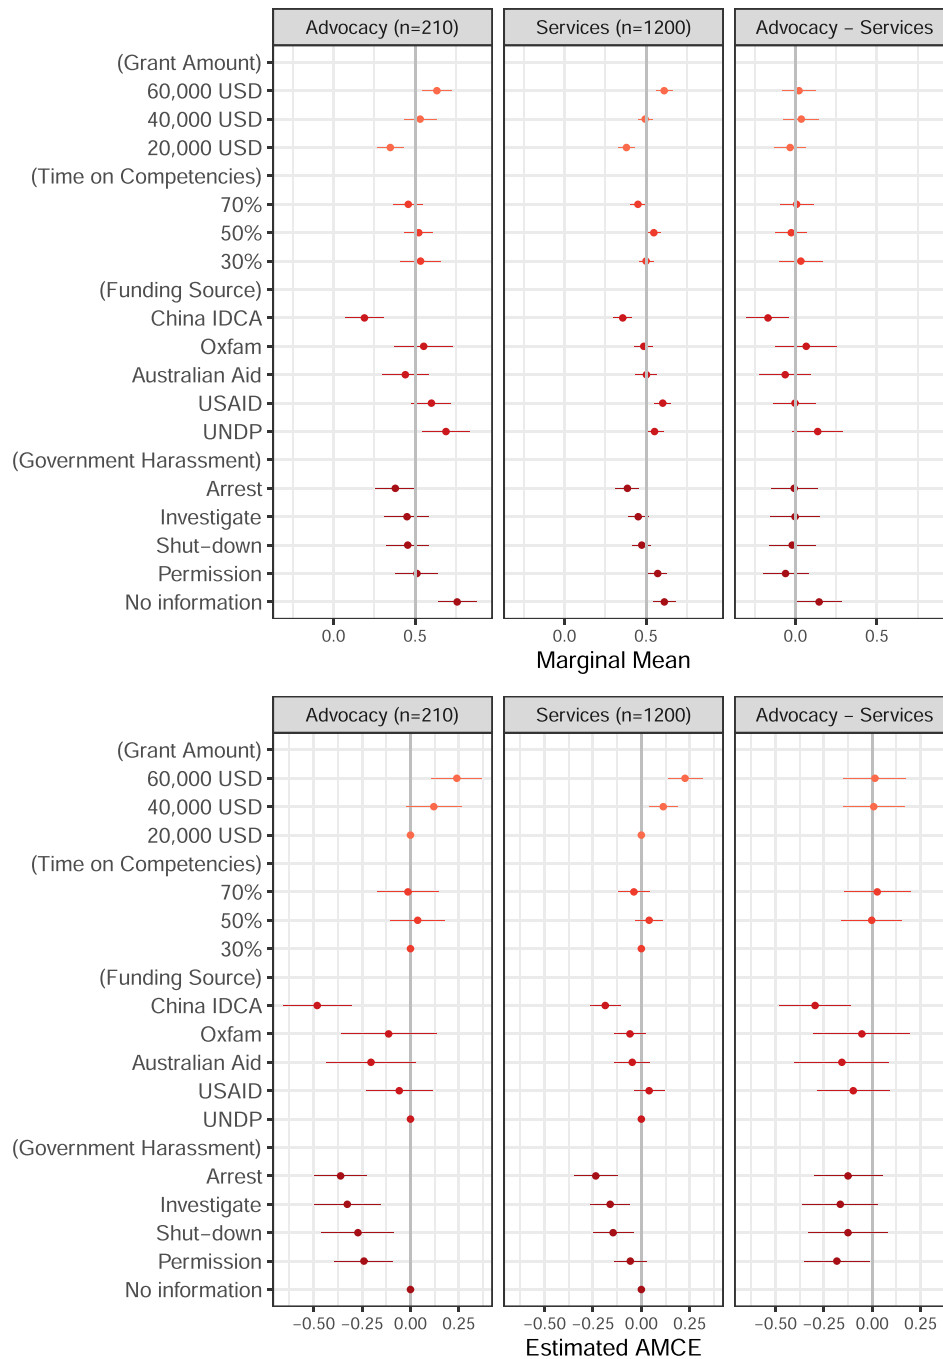 Advocacy (n=210) Services (n=1200) Advocacy − Services
(Grant Amount)
60,000 USD
40,000 USD
20,000 USD
(Time on Competencies)
70%
50%
30%
(Funding Source)
China IDCA
Oxfam
Australian Aid
USAID
UNDP
(Government Harassment)
Arrest
Investigate
Shut−down
Permission
No information
0.0 0.5 0.0 0.5 0.0 0.5
Marginal Mean
Advocacy (n=210) Services (n=1200) Advocacy − Services
(Grant Amount)
60,000 USD
40,000 USD
20,000 USD
(Time on Competencies)
70%
50%
30%
(Funding Source)
China IDCA
Oxfam
Australian Aid
USAID
UNDP
(Government Harassment)
Arrest
Investigate
Shut−down
Permission
No information
−0.50 −0.25 0.00 0.25 −0.50 −0.25 0.00 0.25 −0.50 −0.25 0.00 0.25
Estimated AMCE